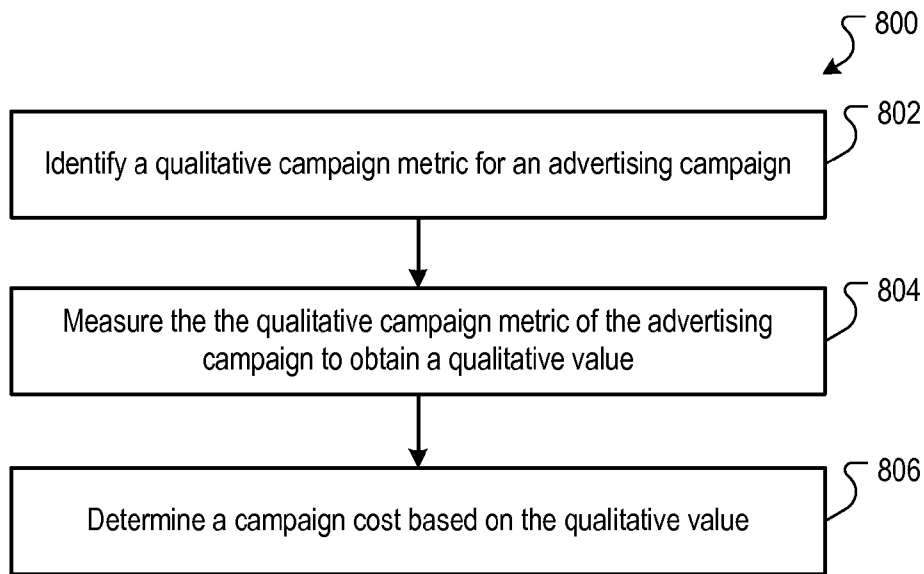 800
802
Identify a qualitative campaign metric for an advertising campaign
804
Measure the the qualitative campaign metric of the advertising
campaign to obtain a qualitative value
806
Determine a campaign cost based on the qualitative value